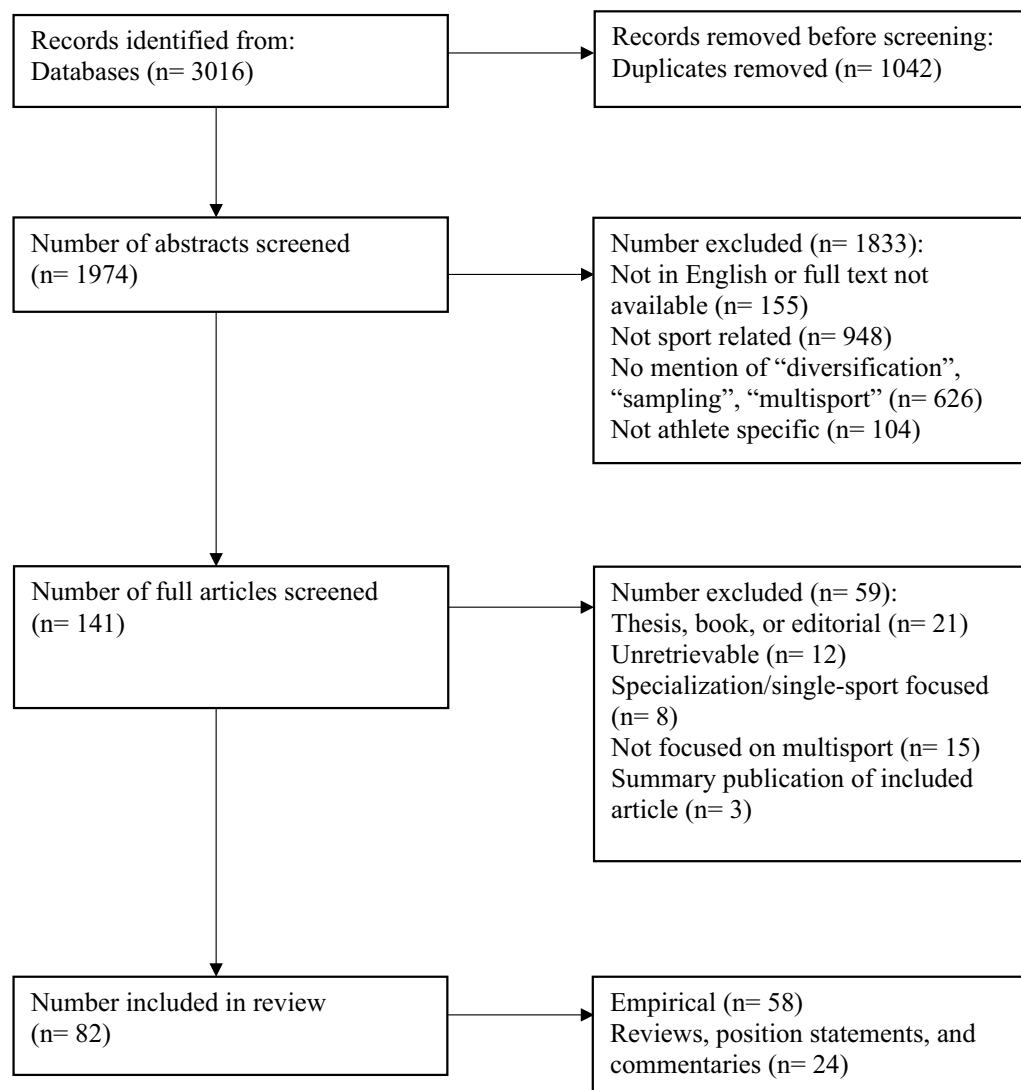 Records identified from:
Databases (n= 3016)
Records removed before screening:
Duplicates removed (n= 1042)
Number of abstracts screened
(n= 1974)
Number excluded (n= 1833):
Not in English or full text not
available (n= 155)
Not sport related (n= 948)
No mention of “diversification”,
“sampling”, “multisport” (n= 626)
Not athlete specific (n= 104)
Number of full articles screened
(n= 141)
Number excluded (n= 59):
Thesis, book, or editorial (n= 21)
Unretrievable (n= 12)
Specialization/single-sport focused
(n= 8)
Not focused on multisport (n= 15)
Summary publication of included
article (n= 3)
Number included in review
(n= 82)
Empirical (n= 58)
Reviews, position statements, and
commentaries (n= 24)